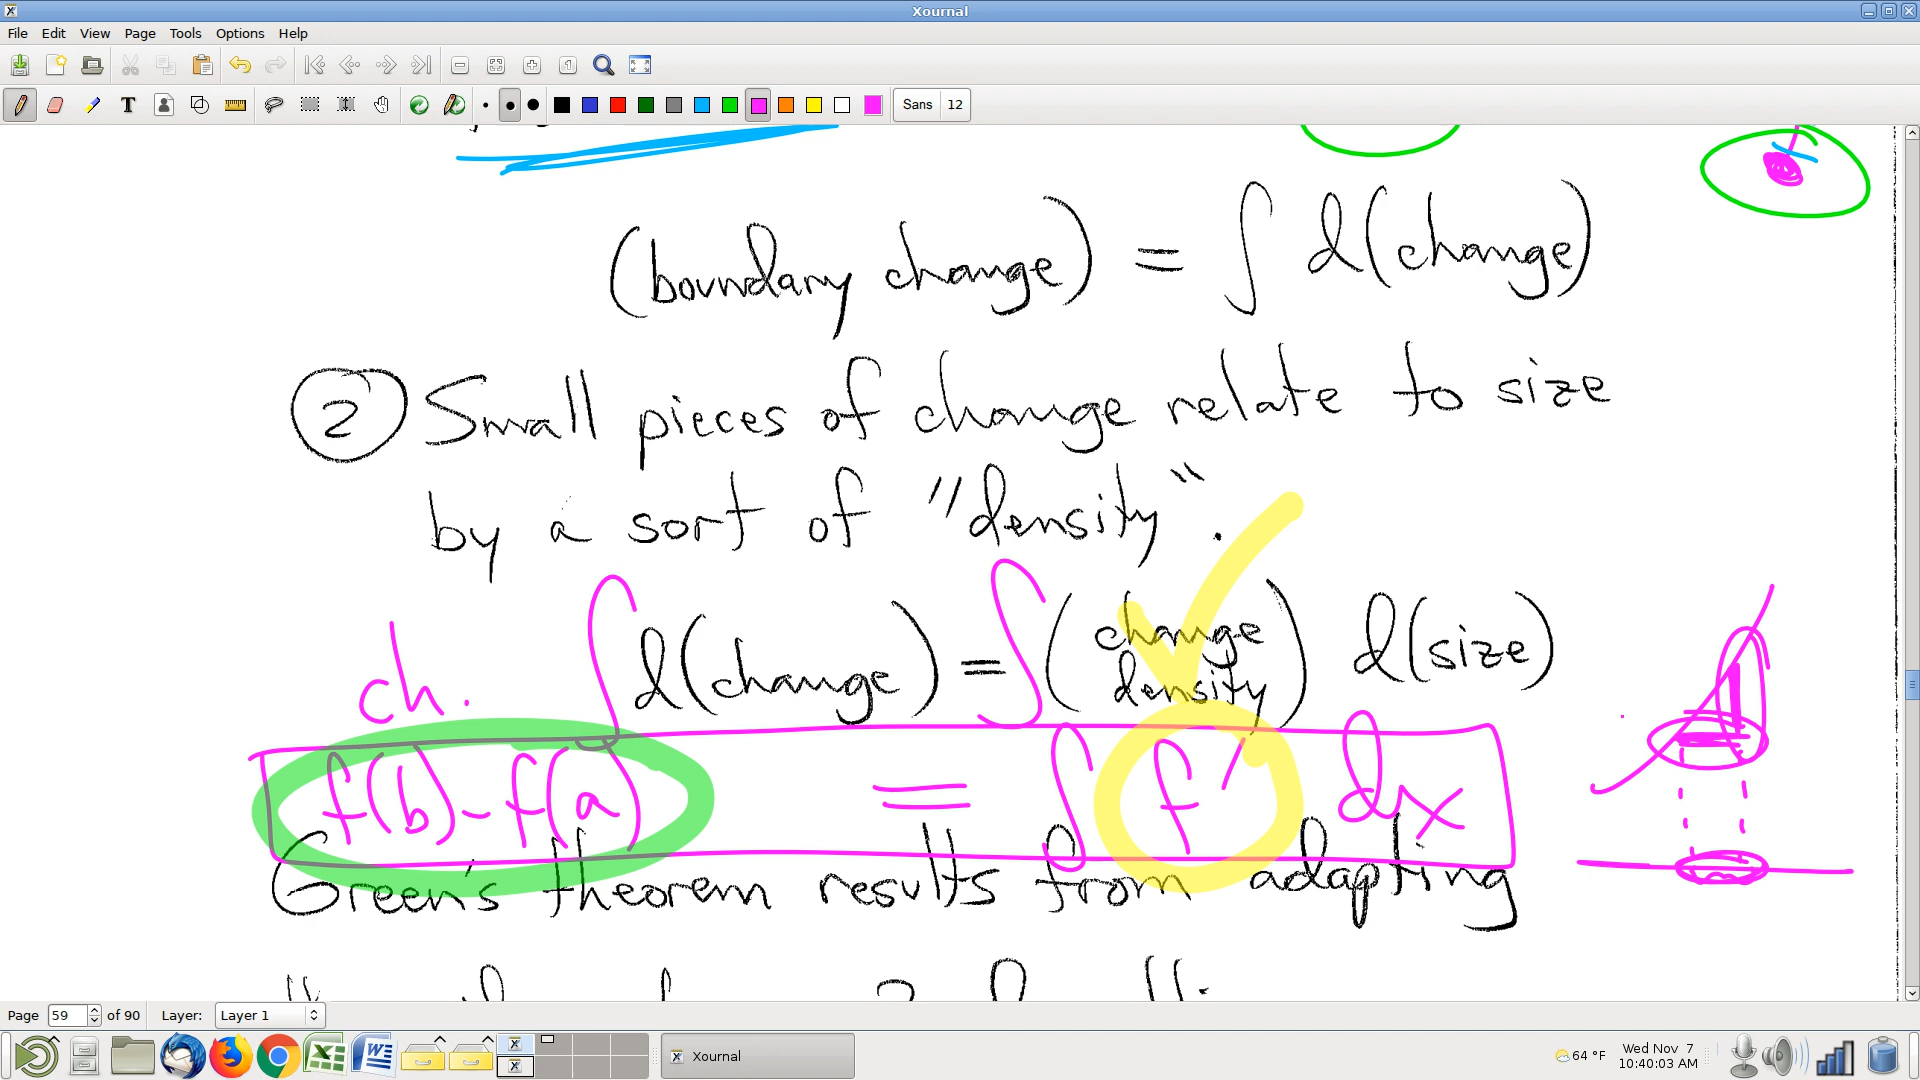 Xournal
File Edit View Page Tools Options Help
Sans 12
(boundary change) = ∫ d(change)
② Small pieces of change relate to size
by a sort of "density".
ch. ∫ d(change) = ∫ (change density) d(size)
f(b) - f(a) = ∫ f' dx
Green's theorem results from adapting
Page 59 of 90 Layer: Layer 1
Xournal
64 °F
Wed Nov 7
10:40:03 AM